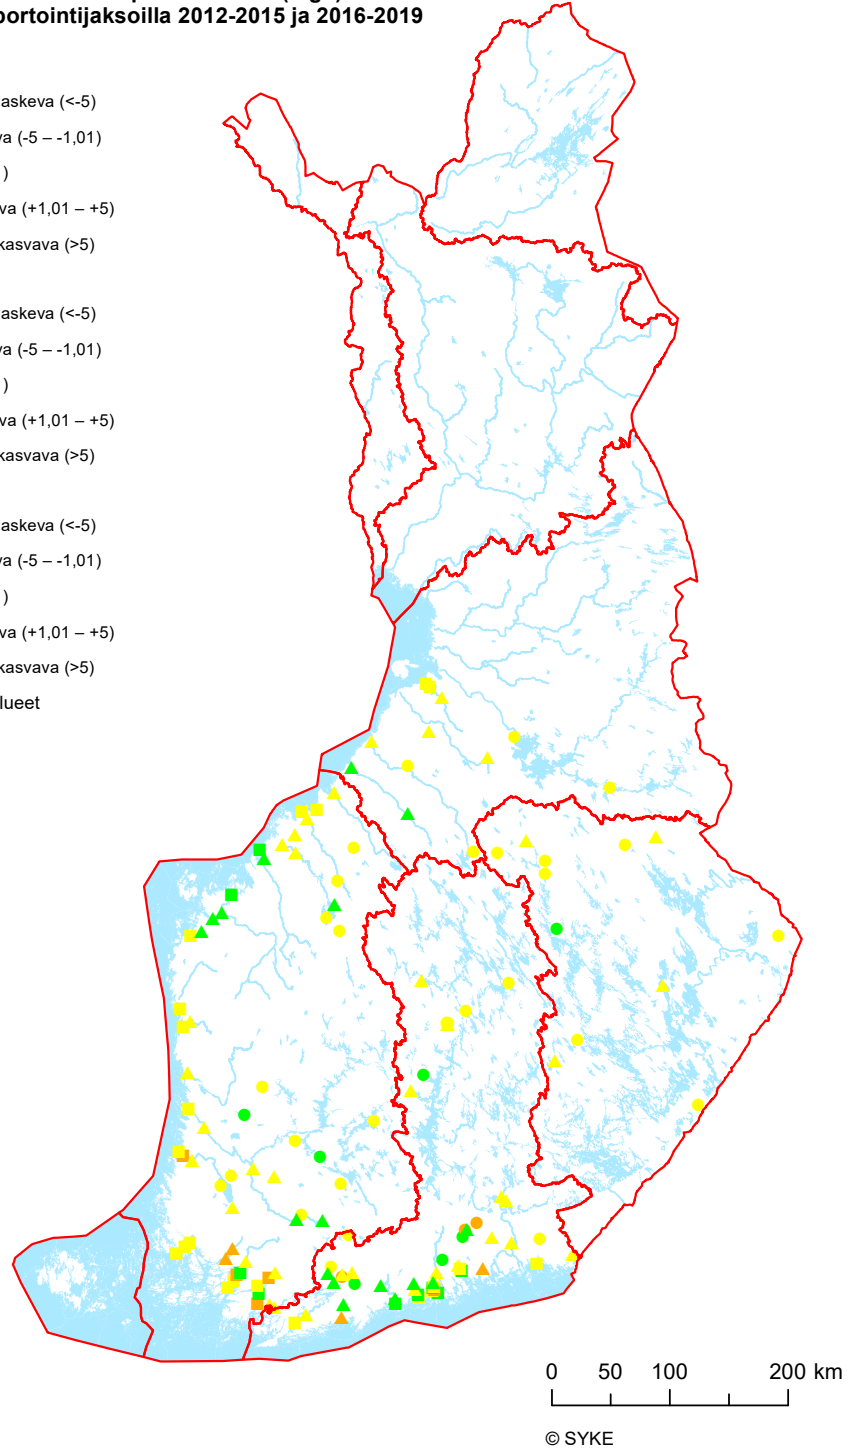 portointijaksoilla 2012-2015 ja 2016-2019
askeva (<-5)
va (-5 – -1,01)
)
va (+1,01 – +5)
kasvava (>5)
askeva (<-5)
va (-5 – -1,01)
)
va (+1,01 – +5)
kasvava (>5)
askeva (<-5)
va (-5 – -1,01)
)
va (+1,01 – +5)
kasvava (>5)
lueet
0 50 100 200 km
© SYKE